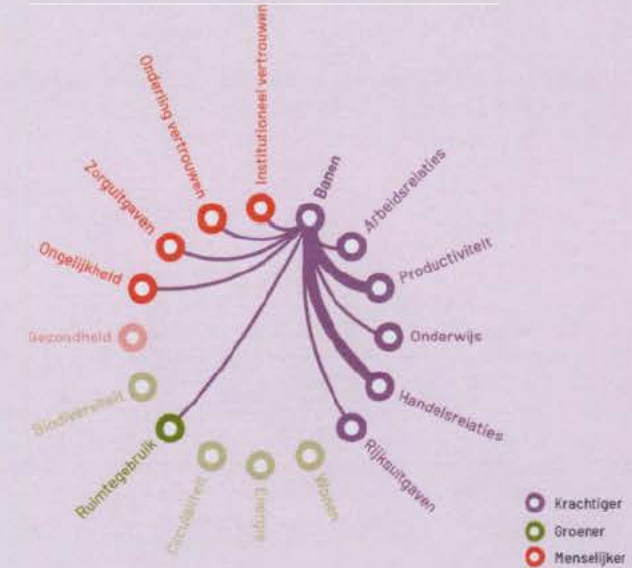 Institutioneel vertrouwen
Onderling vertrouwen
Zorguitgaven
Ongelijkheid
Gezondheid
Biodiversiteit
Ruimtegebruik
Circulariteit
Energie
Wonen
Rijksuitgaven
Handelsrelaties
Onderwijs
Productiviteit
Arbeidsrelaties
Banen
Krachtiger
Groener
Menselijker